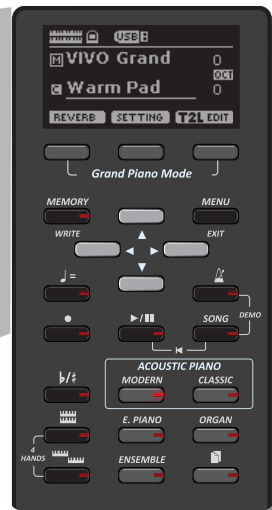 USB
M VIVO Grand 0
OCT
C Warm Pad 0
REVERB SETTING T2L EDIT
Grand Piano Mode
MEMORY MENU
WRITE EXIT
♩ =
SONG
DEMO
ACOUSTIC PIANO
♭/♯ MODERN CLASSIC
E. PIANO ORGAN
4
HANDS
ENSEMBLE